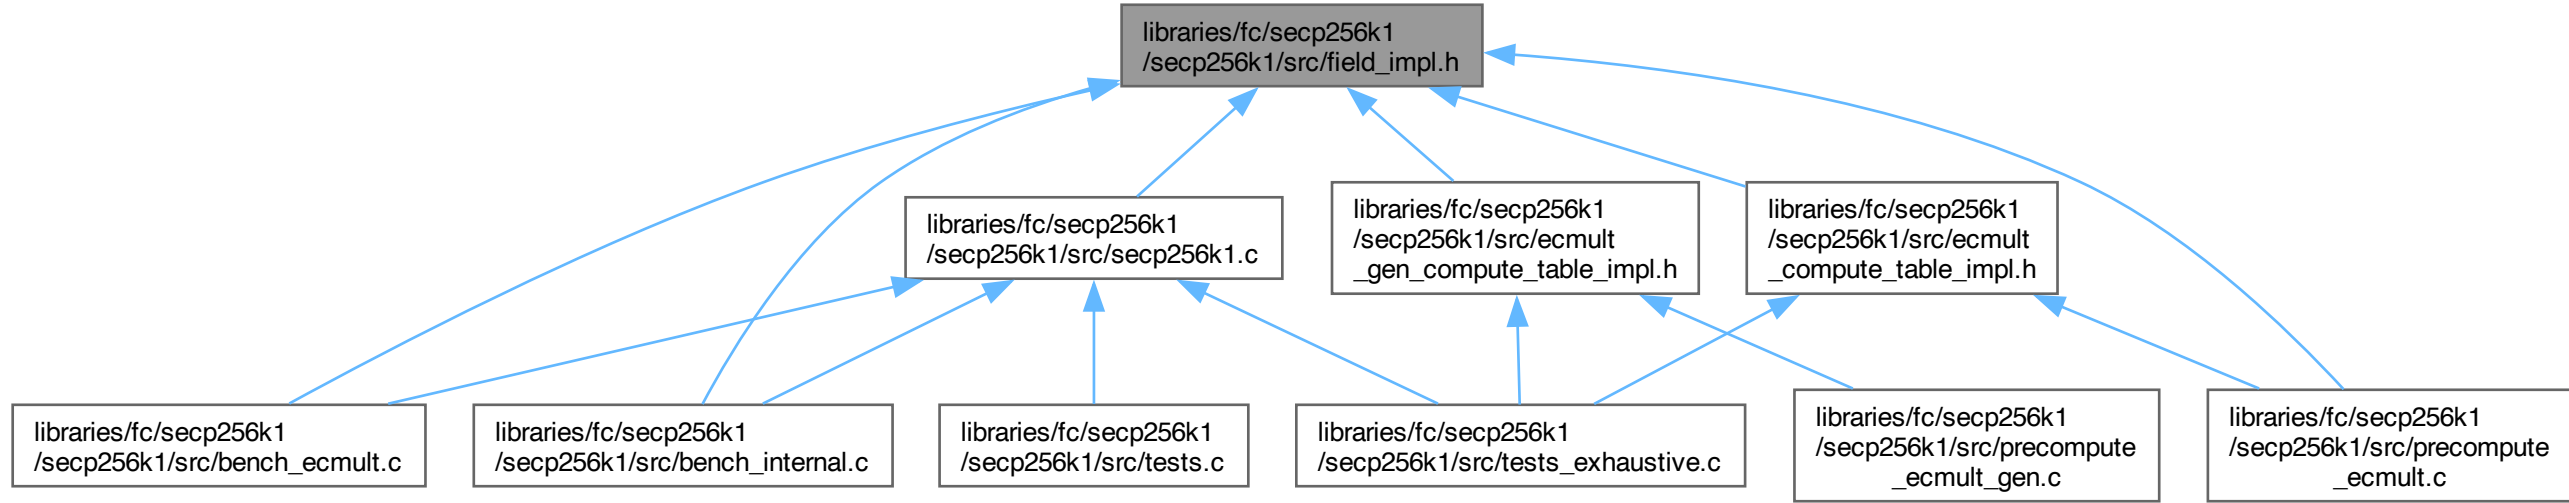 libraries/fc/secp256k1
/secp256k1/src/field_impl.h
libraries/fc/secp256k1
/secp256k1/src/secp256k1.c
libraries/fc/secp256k1
/secp256k1/src/ecmult
_gen_compute_table_impl.h
libraries/fc/secp256k1
/secp256k1/src/ecmult
_compute_table_impl.h
libraries/fc/secp256k1
/secp256k1/src/bench_ecmult.c
libraries/fc/secp256k1
/secp256k1/src/bench_internal.c
libraries/fc/secp256k1
/secp256k1/src/tests.c
libraries/fc/secp256k1
/secp256k1/src/tests_exhaustive.c
libraries/fc/secp256k1
/secp256k1/src/precompute
_ecmult_gen.c
libraries/fc/secp256k1
/secp256k1/src/precompute
_ecmult.c